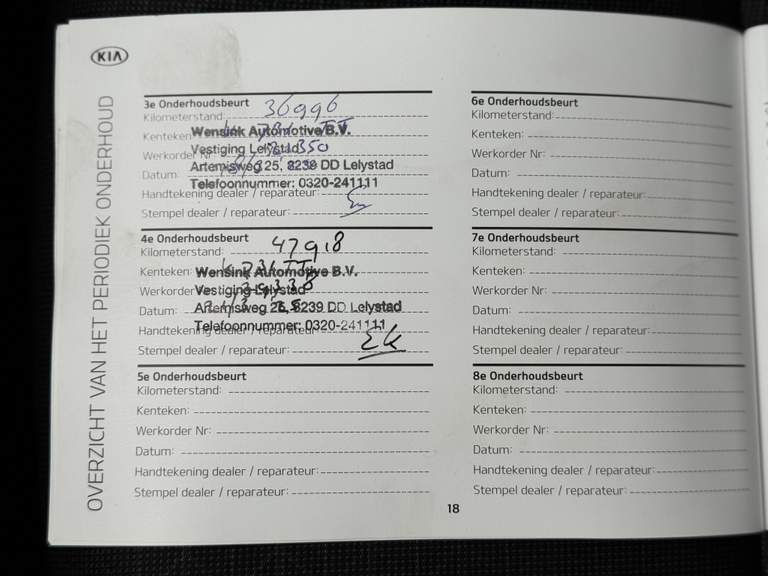 KIA
OVERZICHT VAN HET PERIODIEK ONDERHOUD
3e Onderhoudsbeurt
Kilometerstand: 36996
Kenteken:
Wensink Automotive B.V.
Werkorder Nr:
Vestiging Lelystad
Datum:
Artemisweg 25, 8239 DD Lelystad
Telefoonnummer: 0320-241111
Handtekening dealer / reparateur:
Stempel dealer / reparateur:
4e Onderhoudsbeurt
Kilometerstand: 47918
Kenteken:
Wensink Automotive B.V.
Werkorder
Vestiging Lelystad
Datum:
Artemisweg 25, 8239 DD Lelystad
Telefoonnummer: 0320-241111
Handtekening dealer / reparateur
Stempel dealer / reparateur:
5e Onderhoudsbeurt
Kilometerstand:
Kenteken:
Werkorder Nr:
Datum:
Handtekening dealer / reparateur:
Stempel dealer / reparateur:
6e Onderhoudsbeurt
Kilometerstand:
Kenteken:
Werkorder Nr:
Datum:
Handtekening dealer / reparateur:
Stempel dealer / reparateur:
7e Onderhoudsbeurt
Kilometerstand:
Kenteken:
Werkorder Nr:
Datum:
Handtekening dealer / reparateur:
Stempel dealer / reparateur:
8e Onderhoudsbeurt
Kilometerstand:
Kenteken:
Werkorder Nr:
Datum:
Handtekening dealer / reparateur:
Stempel dealer / reparateur:
18